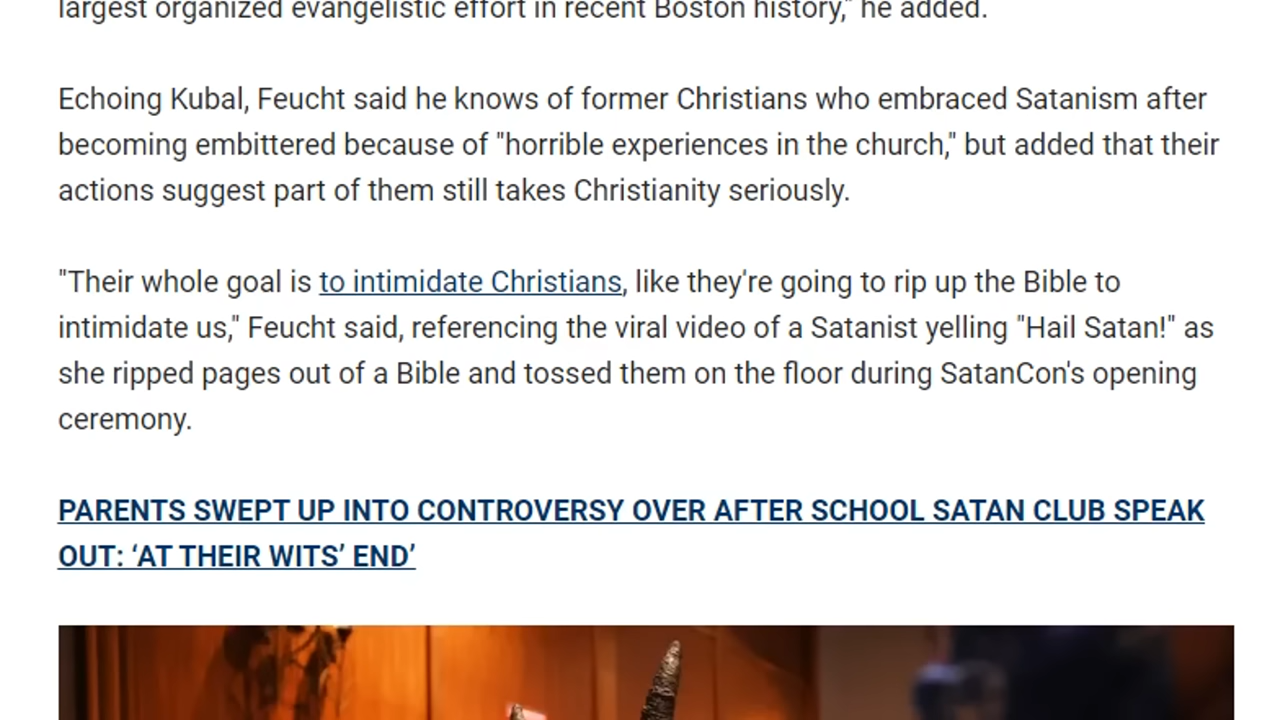 largest organized evangelistic effort in recent Boston history," he added.
Echoing Kubal, Feucht said he knows of former Christians who embraced Satanism after
becoming embittered because of "horrible experiences in the church," but added that their
actions suggest part of them still takes Christianity seriously.
"Their whole goal is to intimidate Christians, like they're going to rip up the Bible to
intimidate us," Feucht said, referencing the viral video of a Satanist yelling "Hail Satan!" as
she ripped pages out of a Bible and tossed them on the floor during SatanCon's opening
ceremony.
PARENTS SWEPT UP INTO CONTROVERSY OVER AFTER SCHOOL SATAN CLUB SPEAK
OUT: ‘AT THEIR WITS’ END’